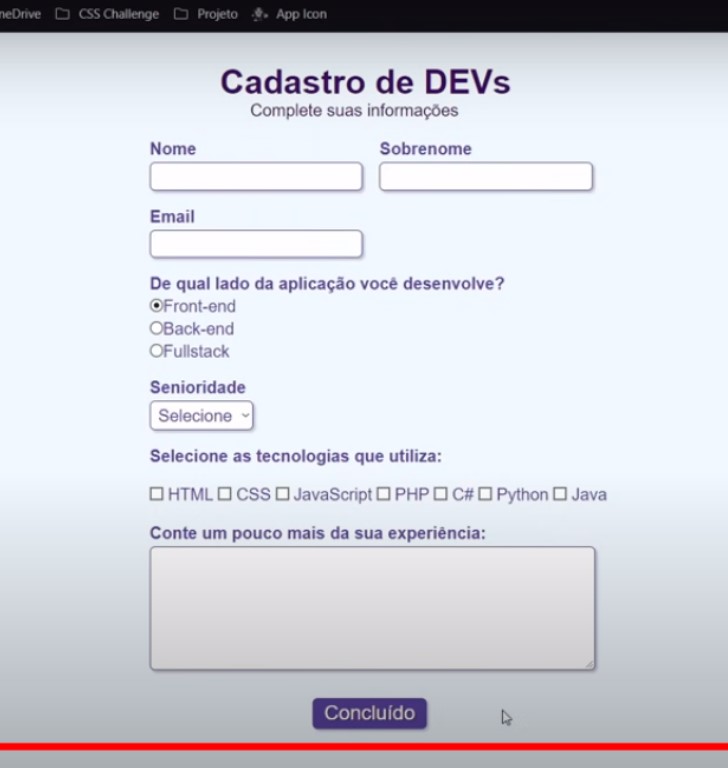 neDrive CSS Challenge Projeto App Icon
Cadastro de DEVs
Complete suas informações
Nome Sobrenome
Email
De qual lado da aplicação você desenvolve?
Front-end
Back-end
Fullstack
Senioridade
Selecione
Selecione as tecnologias que utiliza:
HTML CSS JavaScript PHP C# Python Java
Conte um pouco mais da sua experiência:
Concluído